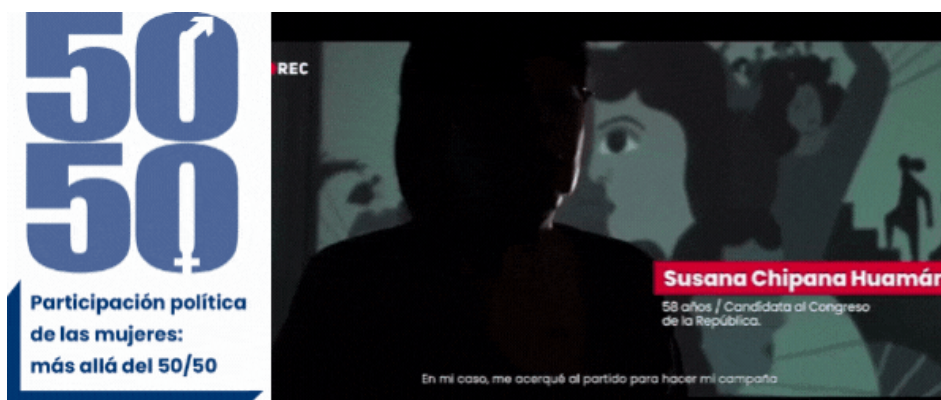 50
50
Participación política
de las mujeres:
más allá del 50/50
REC
Susana Chipana Huamán
58 años / Candidata al Congreso
de la República.
En mi caso, me acerqué al partido para hacer mi campaña